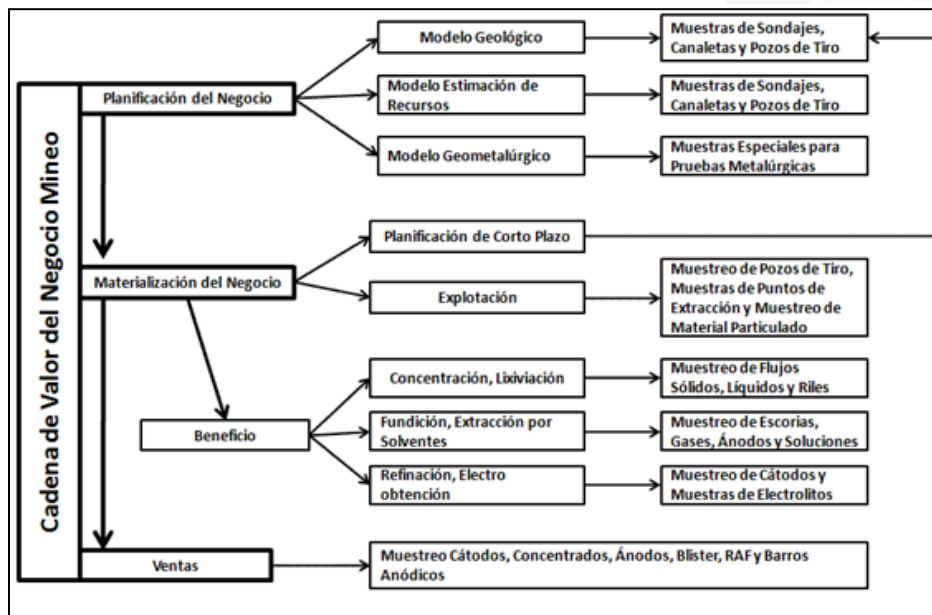 Cadena de Valor del Negocio Mineo
Planificación del Negocio
Modelo Geológico
Muestras de Sondajes,
Canaletas y Pozos de Tiro
Modelo Estimación de
Recursos
Muestras de Sondajes,
Canaletas y Pozos de Tiro
Modelo Geometalúrgico
Muestras Especiales para
Pruebas Metalúrgicas
Materialización del Negocio
Planificación de Corto Plazo
Explotación
Muestreo de Pozos de Tiro,
Muestras de Puntos de
Extracción y Muestreo de
Material Particulado
Beneficio
Concentración, Lixiviación
Muestreo de Flujos
Sólidos, Líquidos y Riles
Fundición, Extracción por
Solventes
Muestreo de Escorias,
Gases, Ánodos y Soluciones
Refinación, Electro
obtención
Muestreo de Cátodos y
Muestras de Electrolitos
Ventas
Muestreo Cátodos, Concentrados, Ánodos, Blister, RAF y Barros
Anódicos